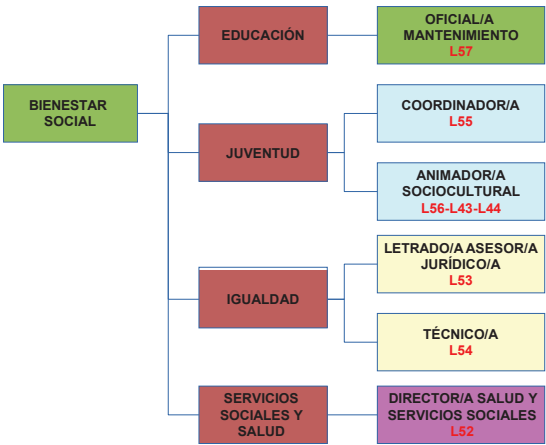 BIENESTAR
SOCIAL
EDUCACIÓN
OFICIAL/A
MANTENIMIENTO
L57
JUVENTUD
COORDINADOR/A
L55
ANIMADOR/A
SOCIOCULTURAL
L56-L43-L44
IGUALDAD
LETRADO/A ASESOR/A
JURÍDICO/A
L53
TÉCNICO/A
L54
SERVICIOS
SOCIALES Y
SALUD
DIRECTOR/A SALUD Y
SERVICIOS SOCIALES
L52